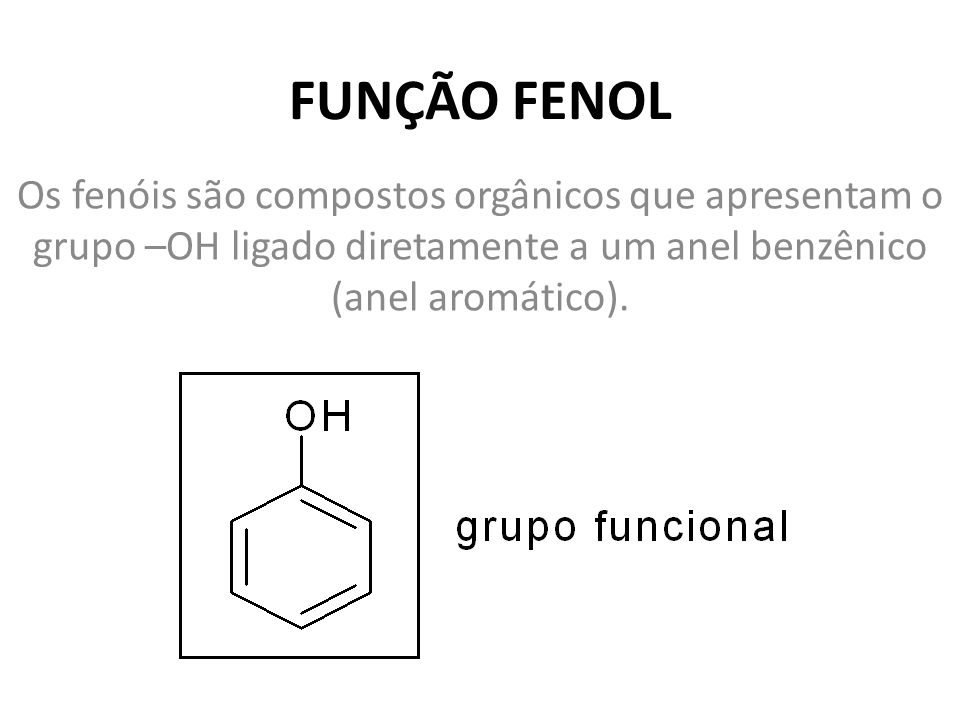 FUNÇÃO FENOL
Os fenóis são compostos orgânicos que apresentam o
grupo –OH ligado diretamente a um anel benzênico
(anel aromático).
OH
grupo funcional